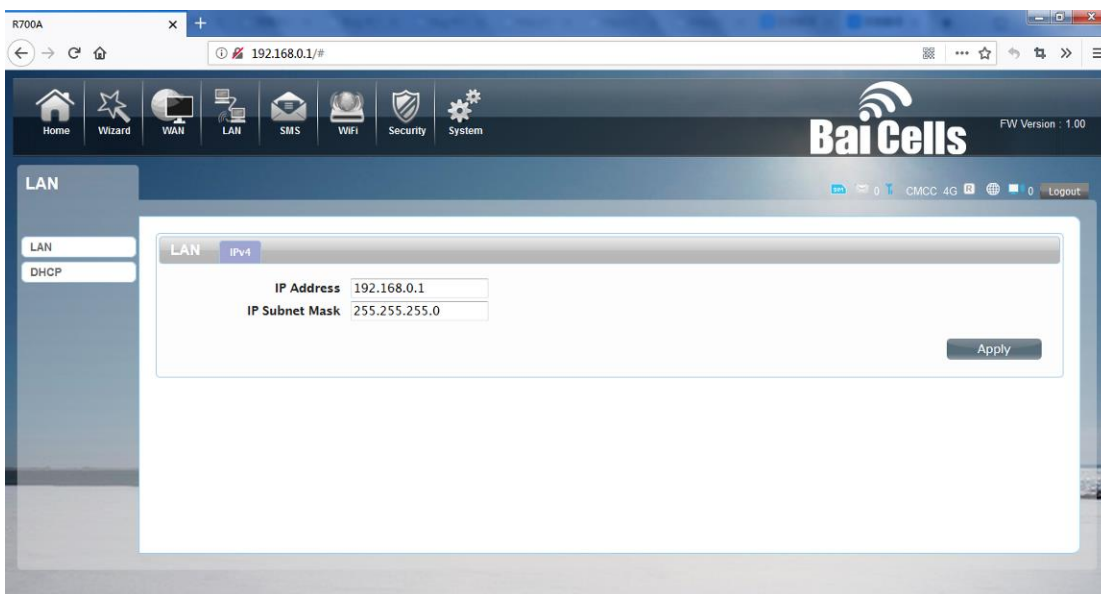 R700A
192.168.0.1/#
Home Wizard WAN LAN SMS WiFi Security System
BaiCells
FW Version : 1.00
LAN
SIM 0 CMCC 4G R 0 Logout
LAN
DHCP
LAN IPv4
IP Address 192.168.0.1
IP Subnet Mask 255.255.255.0
Apply